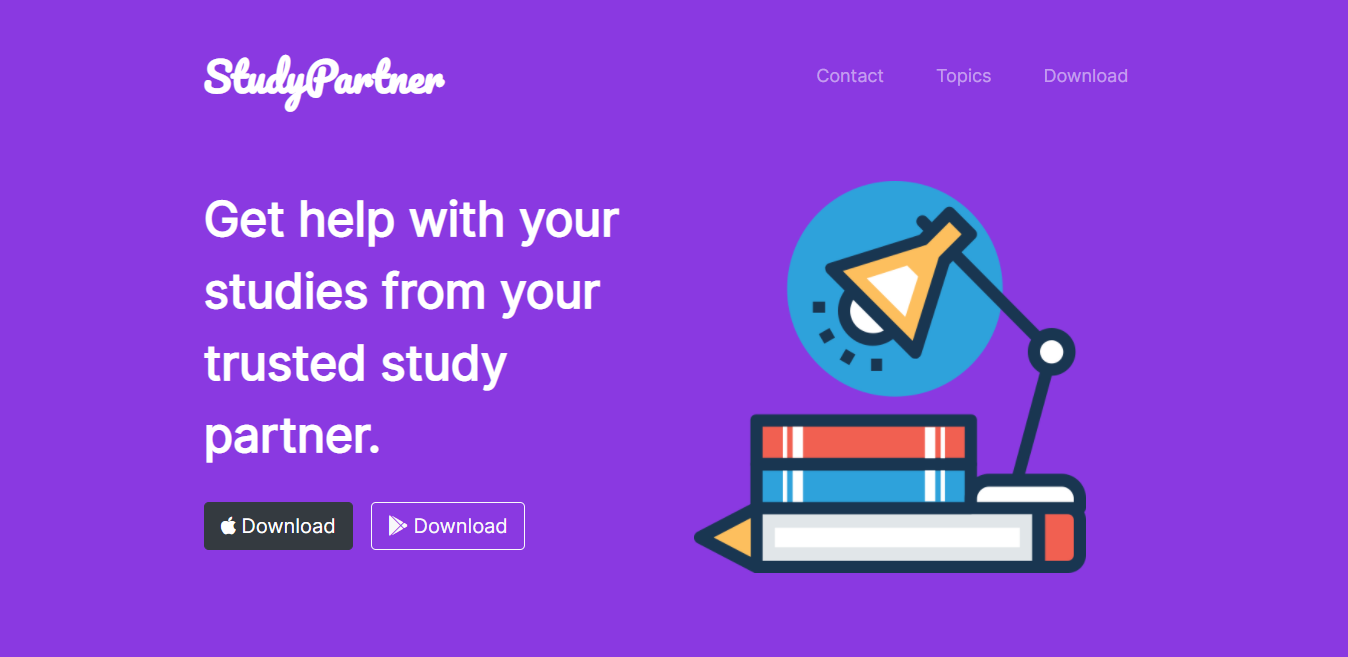 StudyPartner
Contact Topics Download
Get help with your
studies from your
trusted study
partner.
Download Download